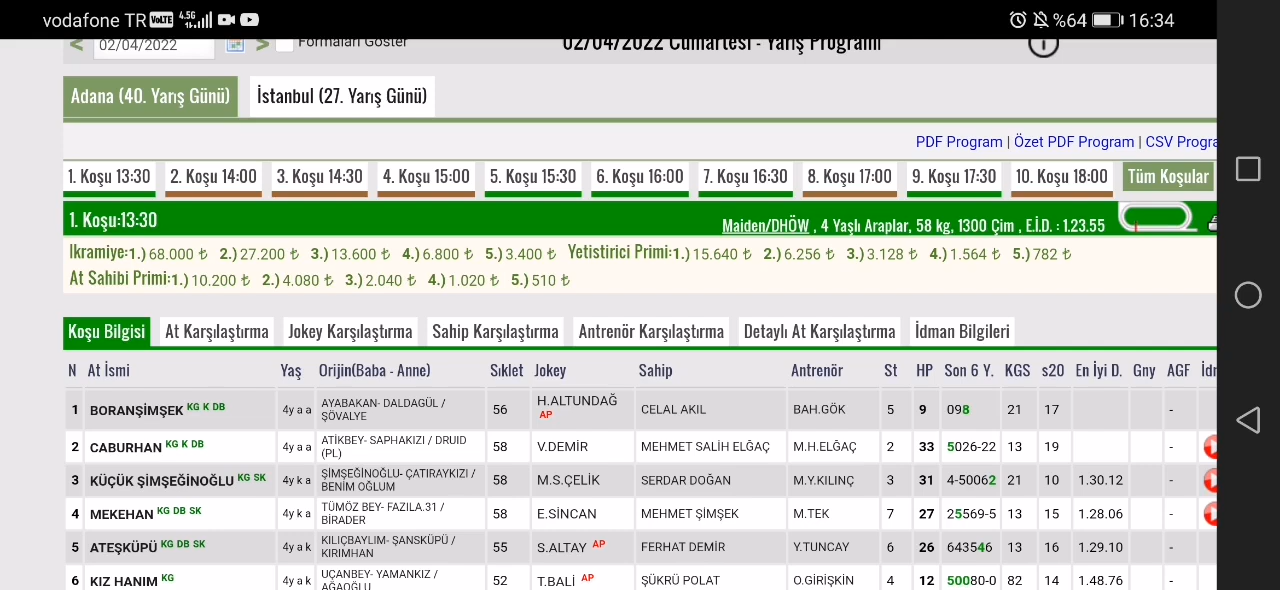 vodafone TR VoLTE 4.5G %64 16:34
< 02/04/2022 > Formaları Göster 02/04/2022 Cumartesi - Yarış Programı
Adana (40. Yarış Günü) İstanbul (27. Yarış Günü)
PDF Program | Özet PDF Program | CSV Progra
1. Koşu 13:30 2. Koşu 14:00 3. Koşu 14:30 4. Koşu 15:00 5. Koşu 15:30 6. Koşu 16:00 7. Koşu 16:30 8. Koşu 17:00 9. Koşu 17:30 10. Koşu 18:00 Tüm Koşular
1. Koşu:13:30
Maiden/DHÖW , 4 Yaşlı Araplar, 58 kg, 1300 Çim , E.İ.D. : 1.23.55
Ikramiye:1.) 68.000 ₺ 2.) 27.200 ₺ 3.) 13.600 ₺ 4.) 6.800 ₺ 5.) 3.400 ₺ Yetistirici Primi:1.) 15.640 ₺ 2.) 6.256 ₺ 3.) 3.128 ₺ 4.) 1.564 ₺ 5.) 782 ₺
At Sahibi Primi:1.) 10.200 ₺ 2.) 4.080 ₺ 3.) 2.040 ₺ 4.) 1.020 ₺ 5.) 510 ₺
Koşu Bilgisi At Karşılaştırma Jokey Karşılaştırma Sahip Karşılaştırma Antrenör Karşılaştırma Detaylı At Karşılaştırma İdman Bilgileri
N At İsmi Yaş Orijin(Baba - Anne) Sıklet Jokey Sahip Antrenör St HP Son 6 Y. KGS s20 En İyi D. Gny AGF İdr
1 BORANŞİMŞEK KG K DB 4y a a AYABAKAN- DALDAGÜL / ŞÖVALYE 56 H.ALTUNDAĞ AP CELAL AKIL BAH.GÖK 5 9 098 21 17 -
2 CABURHAN KG K DB 4y a a ATİKBEY- SAPHAKIZI / DRUID (PL) 58 V.DEMİR MEHMET SALİH ELĞAÇ M.H.ELĞAÇ 2 33 5026-22 13 19 -
3 KÜÇÜK ŞİMŞEĞİNOĞLU KG SK 4y k a ŞİMŞEĞİNOĞLU- ÇATIRAYKIZI / BENİM OĞLUM 58 M.S.ÇELİK SERDAR DOĞAN M.Y.KILINÇ 3 31 4-50062 21 10 1.30.12 -
4 MEKEHAN KG DB SK 4y k a TÜMÖZ BEY- FAZILA.31 / BİRADER 58 E.SİNCAN MEHMET ŞİMŞEK M.TEK 7 27 25569-5 13 15 1.28.06 -
5 ATEŞKÜPÜ KG DB SK 4y a k KILIÇBAYLIM- ŞANSKÜPÜ / KIRIMHAN 55 S.ALTAY AP FERHAT DEMİR Y.TUNCAY 6 26 643546 13 16 1.29.10 -
6 KIZ HANIM KG 4y a k UÇANBEY- YAMANKIZ / AĞAOĞLU 52 T.BALİ AP ŞÜKRÜ POLAT O.GİRİŞKİN 4 12 50080-0 82 14 1.48.76 -